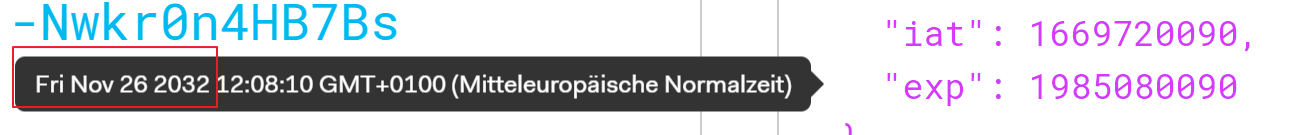 -Nwkr0n4HB7Bs
"iat": 1669720090,
Fri Nov 26 2032 12:08:10 GMT+0100 (Mitteleuropäische Normalzeit)
"exp": 1985080090
}